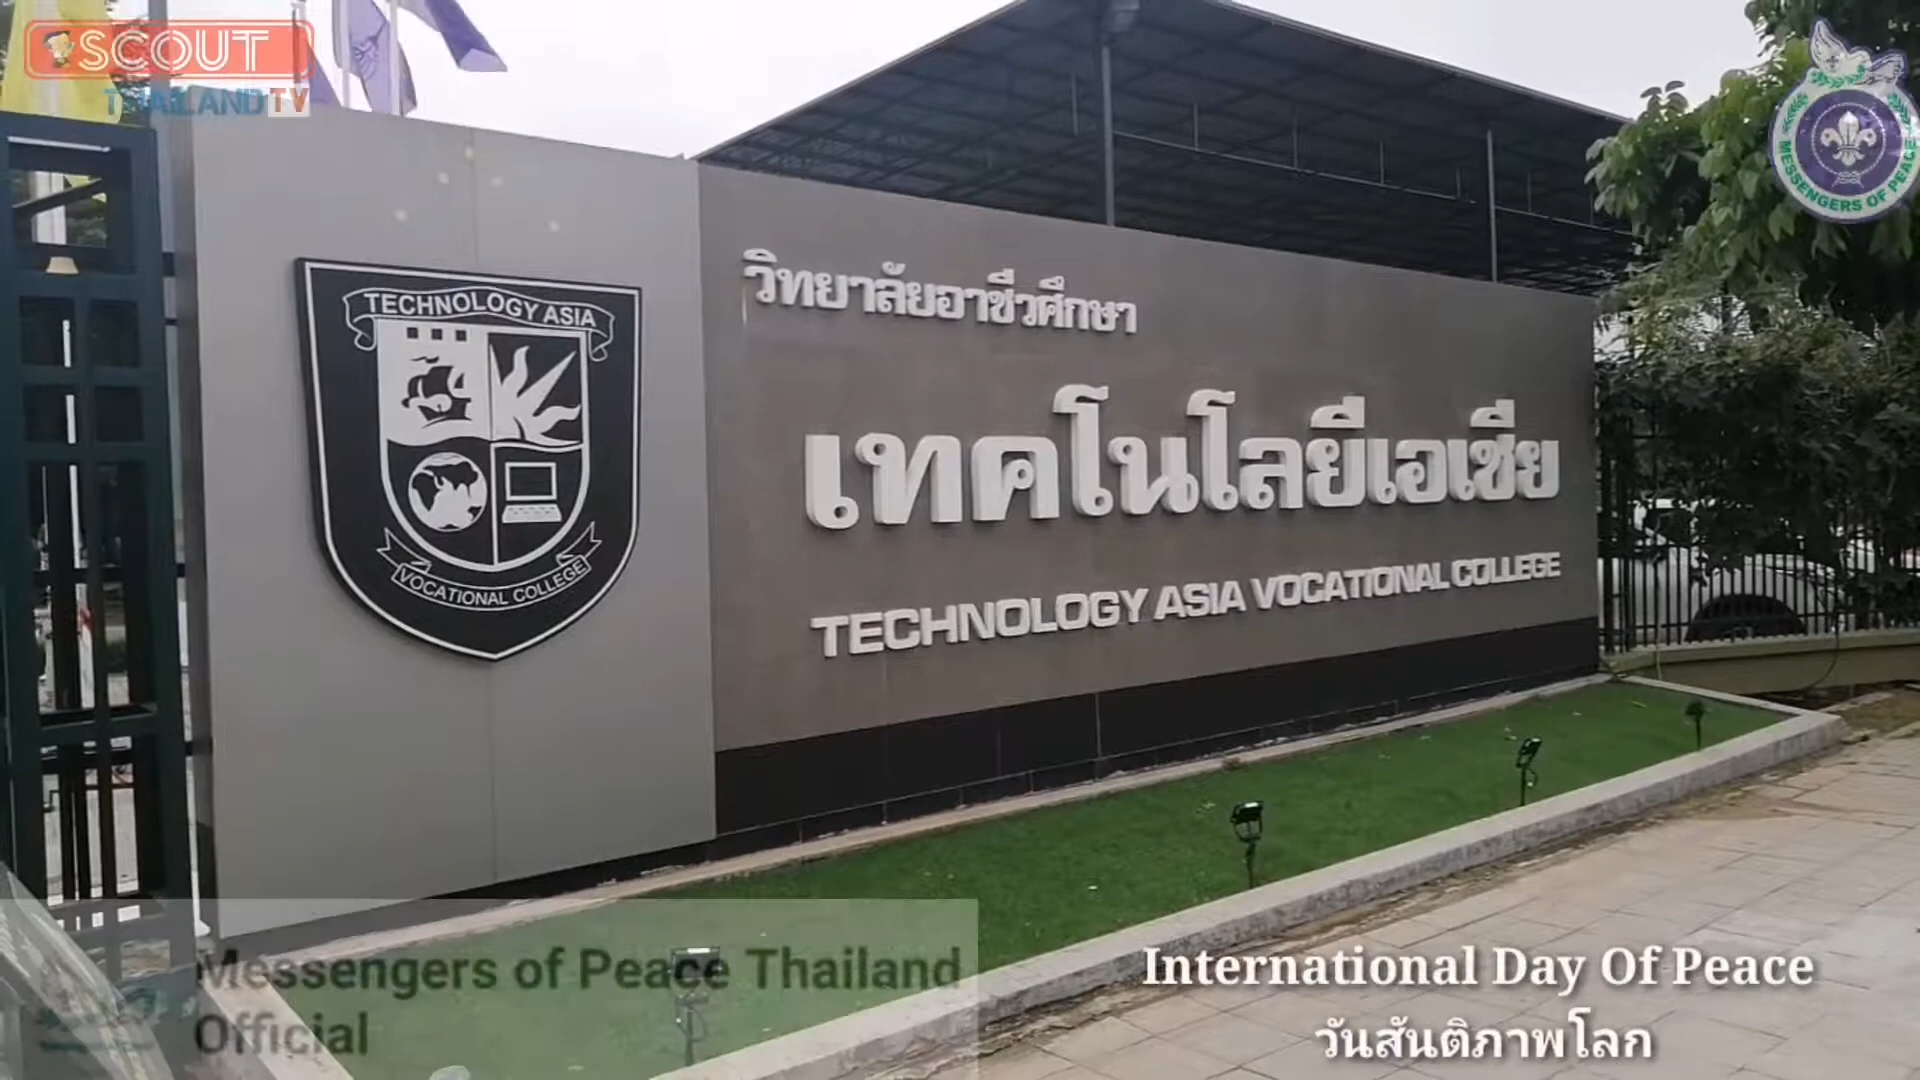 SCOUT
THAILAND TV
MESSENGERS OF PEACE
TECHNOLOGY ASIA
VOCATIONAL COLLEGE
วิทยาลัยอาชีวศึกษา
เทคโนโลยีเอเชีย
TECHNOLOGY ASIA VOCATIONAL COLLEGE
Messengers of Peace Thailand
Official
International Day Of Peace
วันสันติภาพโลก